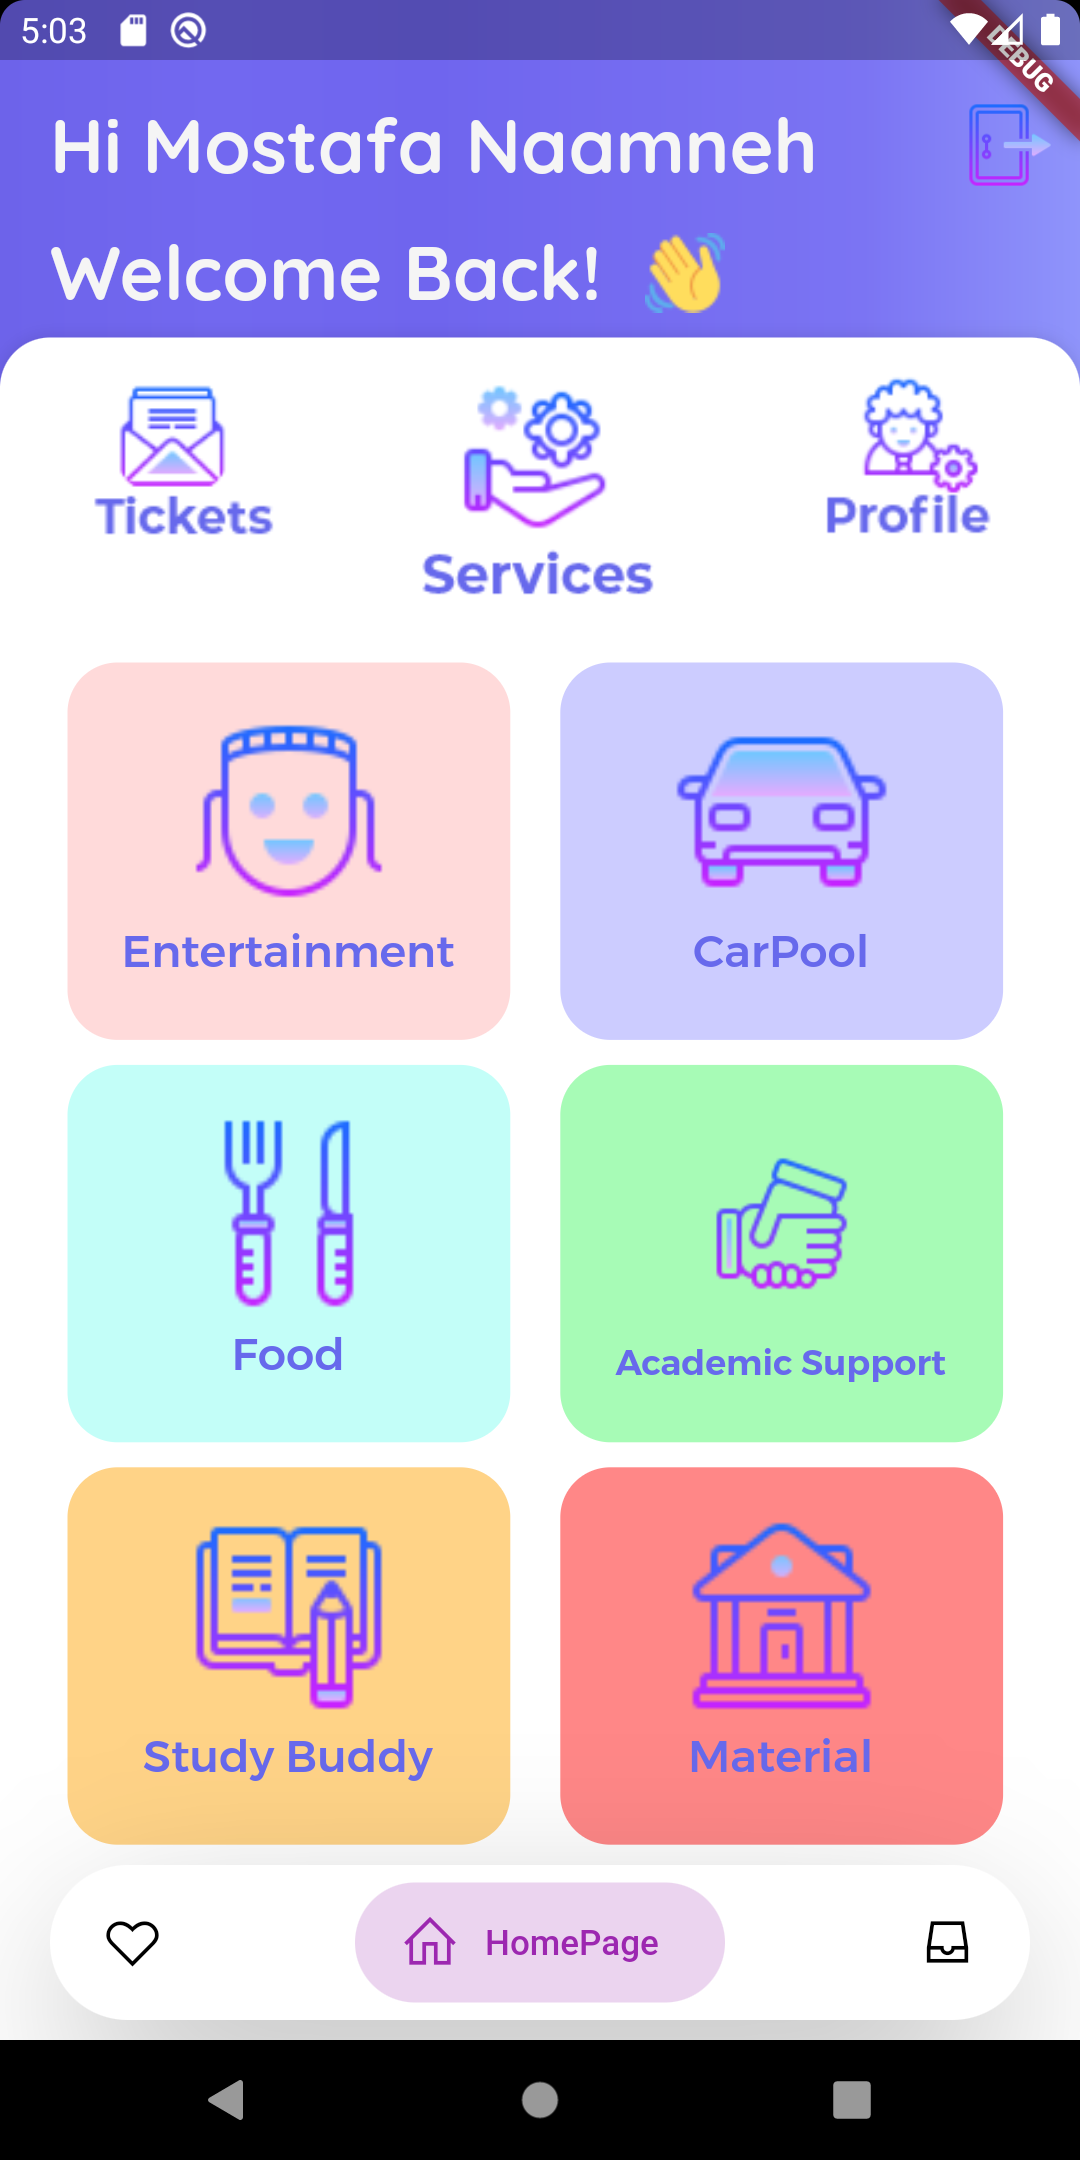 5:03
DEBUG
Hi Mostafa Naamneh
Welcome Back! 👋
Tickets
Services
Profile
Entertainment
CarPool
Food
Academic Support
Study Buddy
Material
HomePage